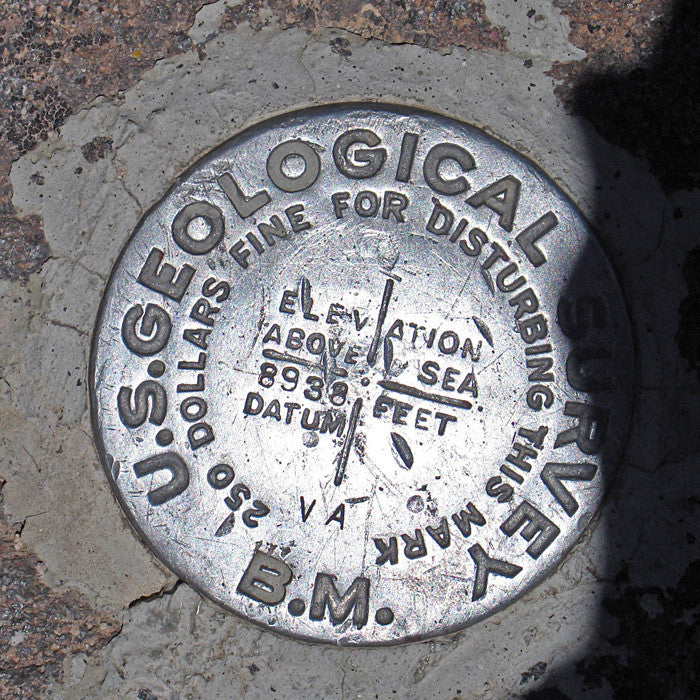 U.S. GEOLOGICAL SURVEY
250 DOLLARS FINE FOR DISTURBING THIS MARK
ELEVATION
ABOVE SEA
8938 FEET
DATUM
VA
B.M.